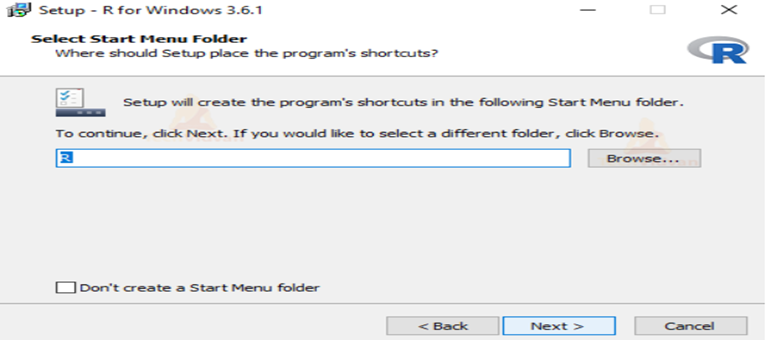 Setup - R for Windows 3.6.1
Select Start Menu Folder
Where should Setup place the program's shortcuts?
R
Setup will create the program's shortcuts in the following Start Menu folder.
To continue, click Next. If you would like to select a different folder, click Browse.
R
Browse...
Don't create a Start Menu folder
< Back
Next >
Cancel